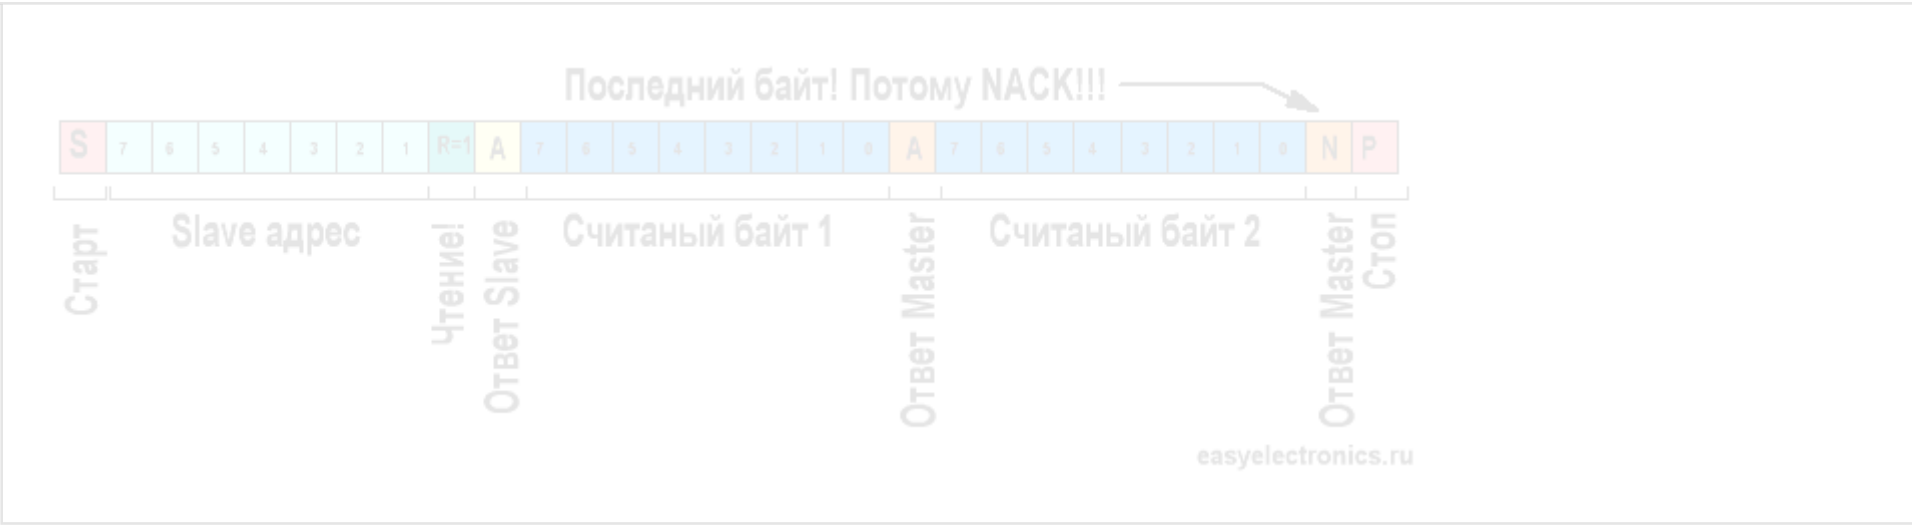 Последний байт! Потому NACK!!!
S 7 6 5 4 3 2 1 R=1 A 7 6 5 4 3 2 1 0 A 7 6 5 4 3 2 1 0 N P
Старт
Slave адрес
Чтение!
Ответ Slave
Считаный байт 1
Ответ Master
Считаный байт 2
Ответ Master
Стоп
easyelectronics.ru